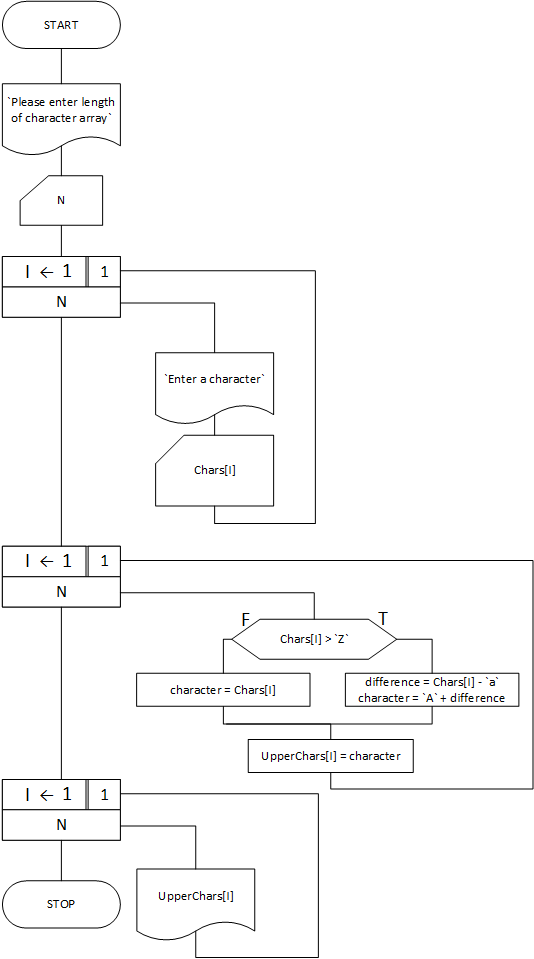 START
`Please enter length
of character array`
N
I ← 1
1
N
`Enter a character`
Chars[I]
I ← 1
1
N
F
T
Chars[I] > `Z`
character = Chars[I]
difference = Chars[I] - `a`
character = `A` + difference
UpperChars[I] = character
I ← 1
1
N
UpperChars[I]
STOP